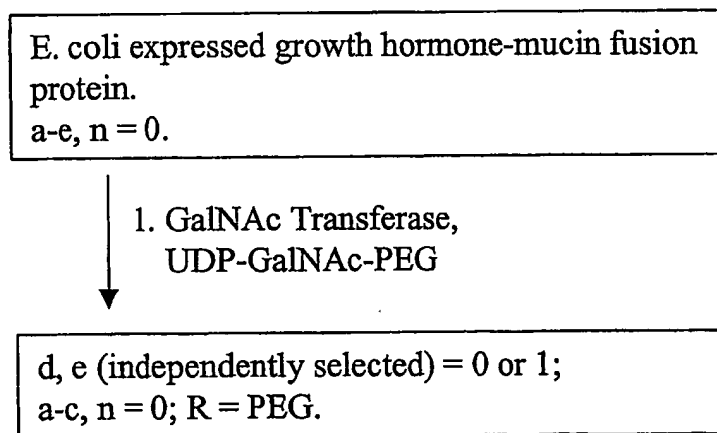 E. coli expressed growth hormone-mucin fusion
protein.
a-e, n = 0.
1. GalNAc Transferase,
UDP-GalNAc-PEG
d, e (independently selected) = 0 or 1;
a-c, n = 0; R = PEG.